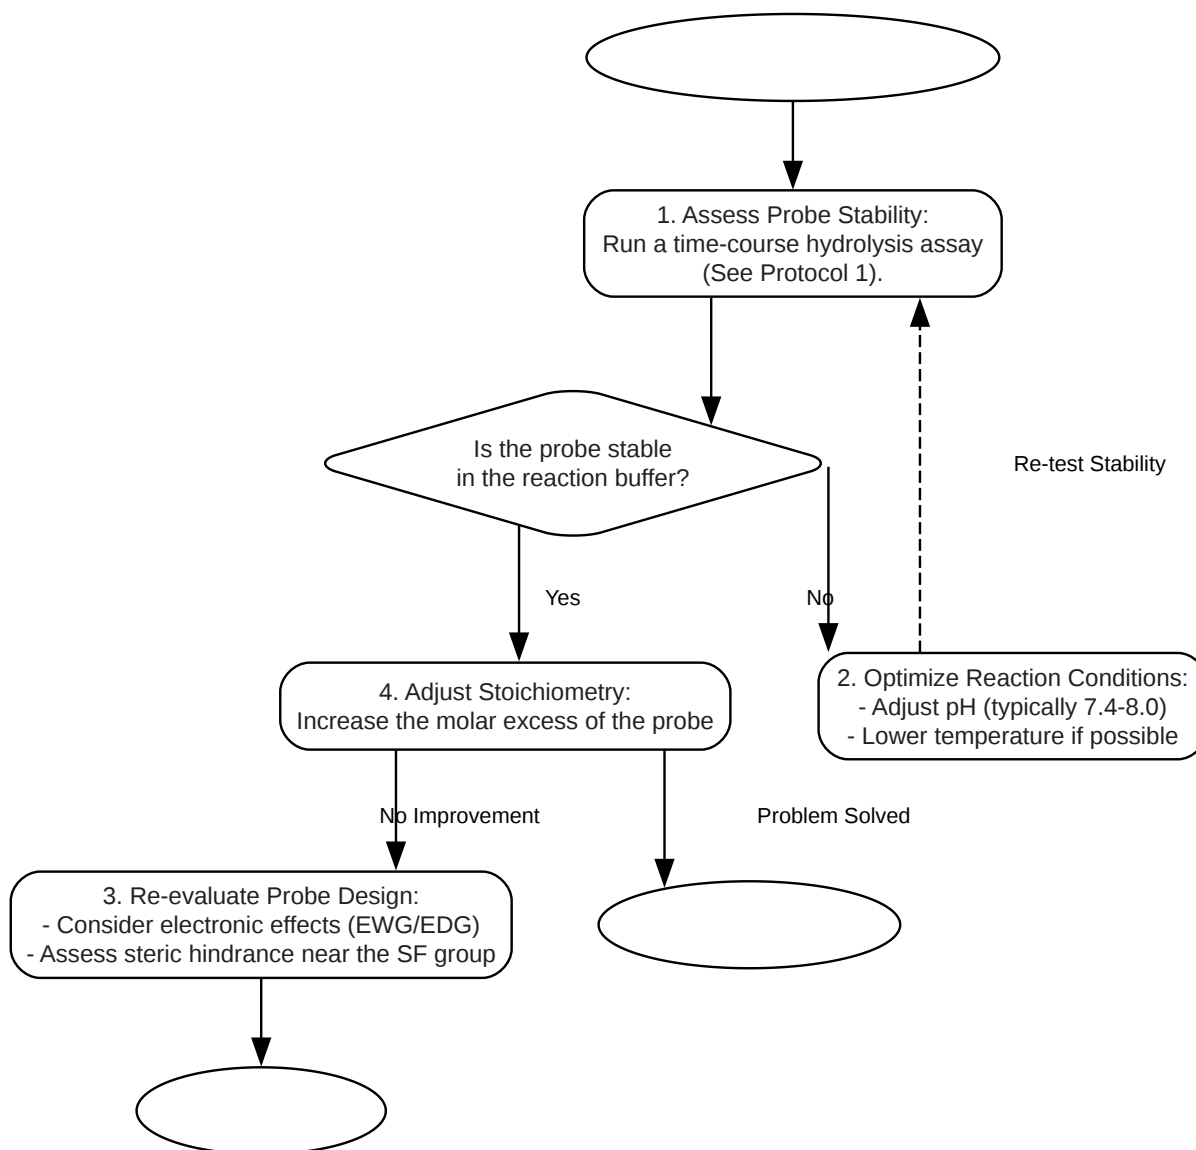 1. Assess Probe Stability:
Run a time-course hydrolysis assay
(See Protocol 1).
Is the probe stable
in the reaction buffer?
Re-test Stability
Yes
No
4. Adjust Stoichiometry:
Increase the molar excess of the probe
2. Optimize Reaction Conditions:
- Adjust pH (typically 7.4-8.0)
- Lower temperature if possible
No Improvement
Problem Solved
3. Re-evaluate Probe Design:
- Consider electronic effects (EWG/EDG)
- Assess steric hindrance near the SF group